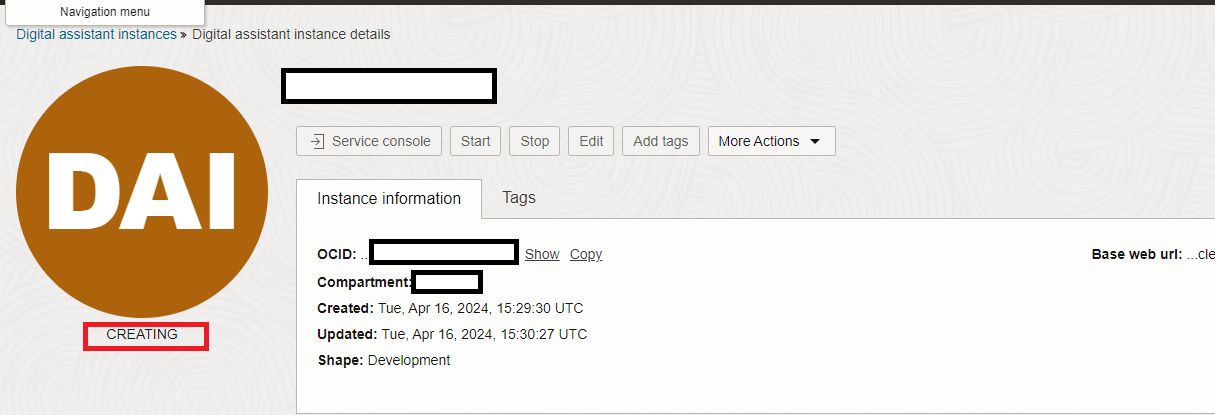 Navigation menu
Digital assistant instances » Digital assistant instance details
DAI
CREATING
Service console Start Stop Edit Add tags More Actions
Instance information Tags
OCID: .. Show Copy Base web url: ...cle
Compartment:
Created: Tue, Apr 16, 2024, 15:29:30 UTC
Updated: Tue, Apr 16, 2024, 15:30:27 UTC
Shape: Development